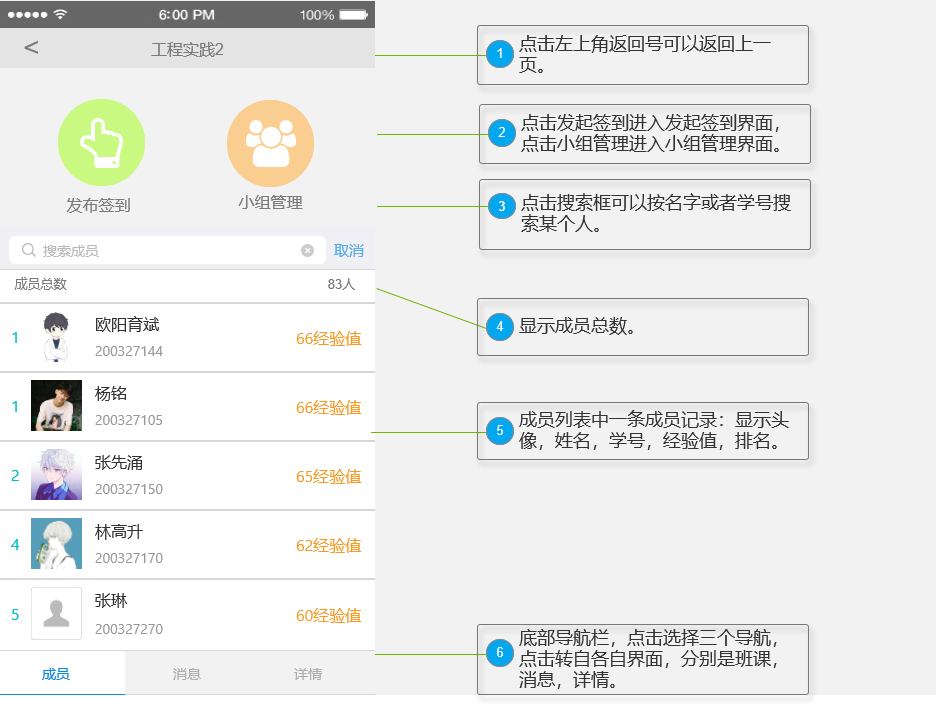 6:00 PM
100%
<
工程实践2
发布签到
小组管理
搜索成员
取消
成员总数
83人
1
欧阳育斌
200327144
66经验值
1
杨铭
200327105
66经验值
2
张先涌
200327150
65经验值
4
林高升
200327170
62经验值
5
张琳
200327270
60经验值
成员
消息
详情
1
点击左上角返回号可以返回上一
页。
2
点击发起签到进入发起签到界面，
点击小组管理进入小组管理界面。
3
点击搜索框可以按名字或者学号搜
索某个人。
4
显示成员总数。
5
成员列表中一条成员记录：显示头
像，姓名，学号，经验值，排名。
6
底部导航栏，点击选择三个导航，
点击转自各自界面，分别是班课，
消息，详情。